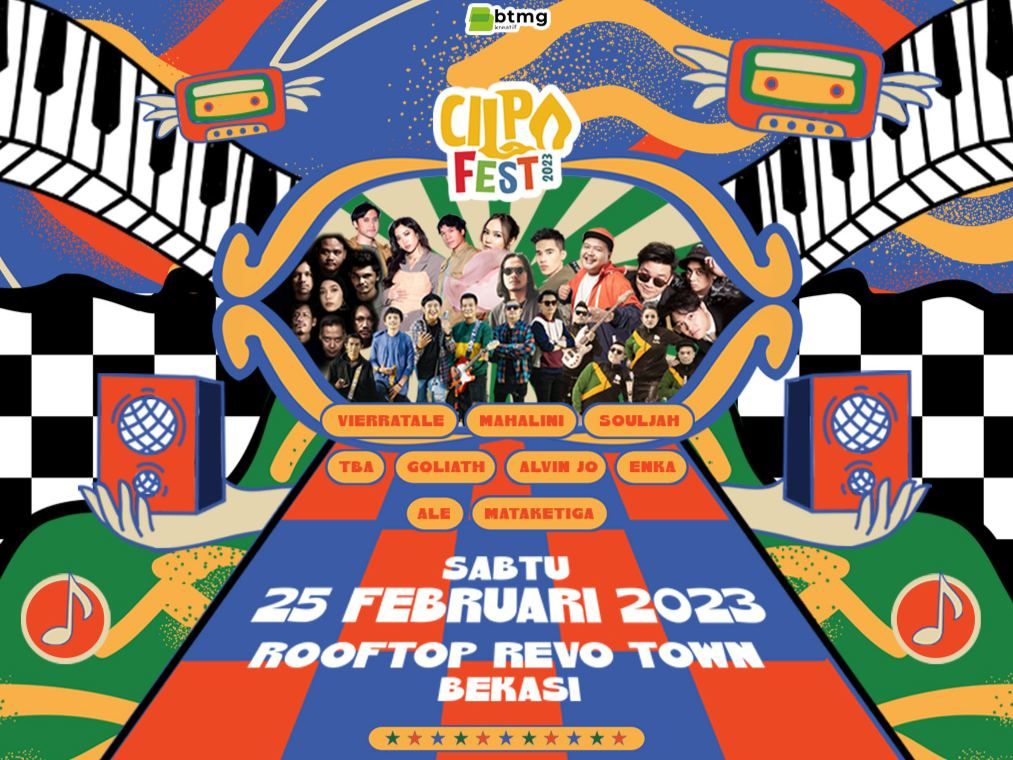 btmg
kreatif
CILPA
FEST 2023
VIERRATALE MAHALINI SOULJAH
TBA GOLIATH ALVIN JO ENKA
ALE MATAKETIGA
SABTU
25 FEBRUARI 2023
ROOFTOP REVO TOWN
BEKASI